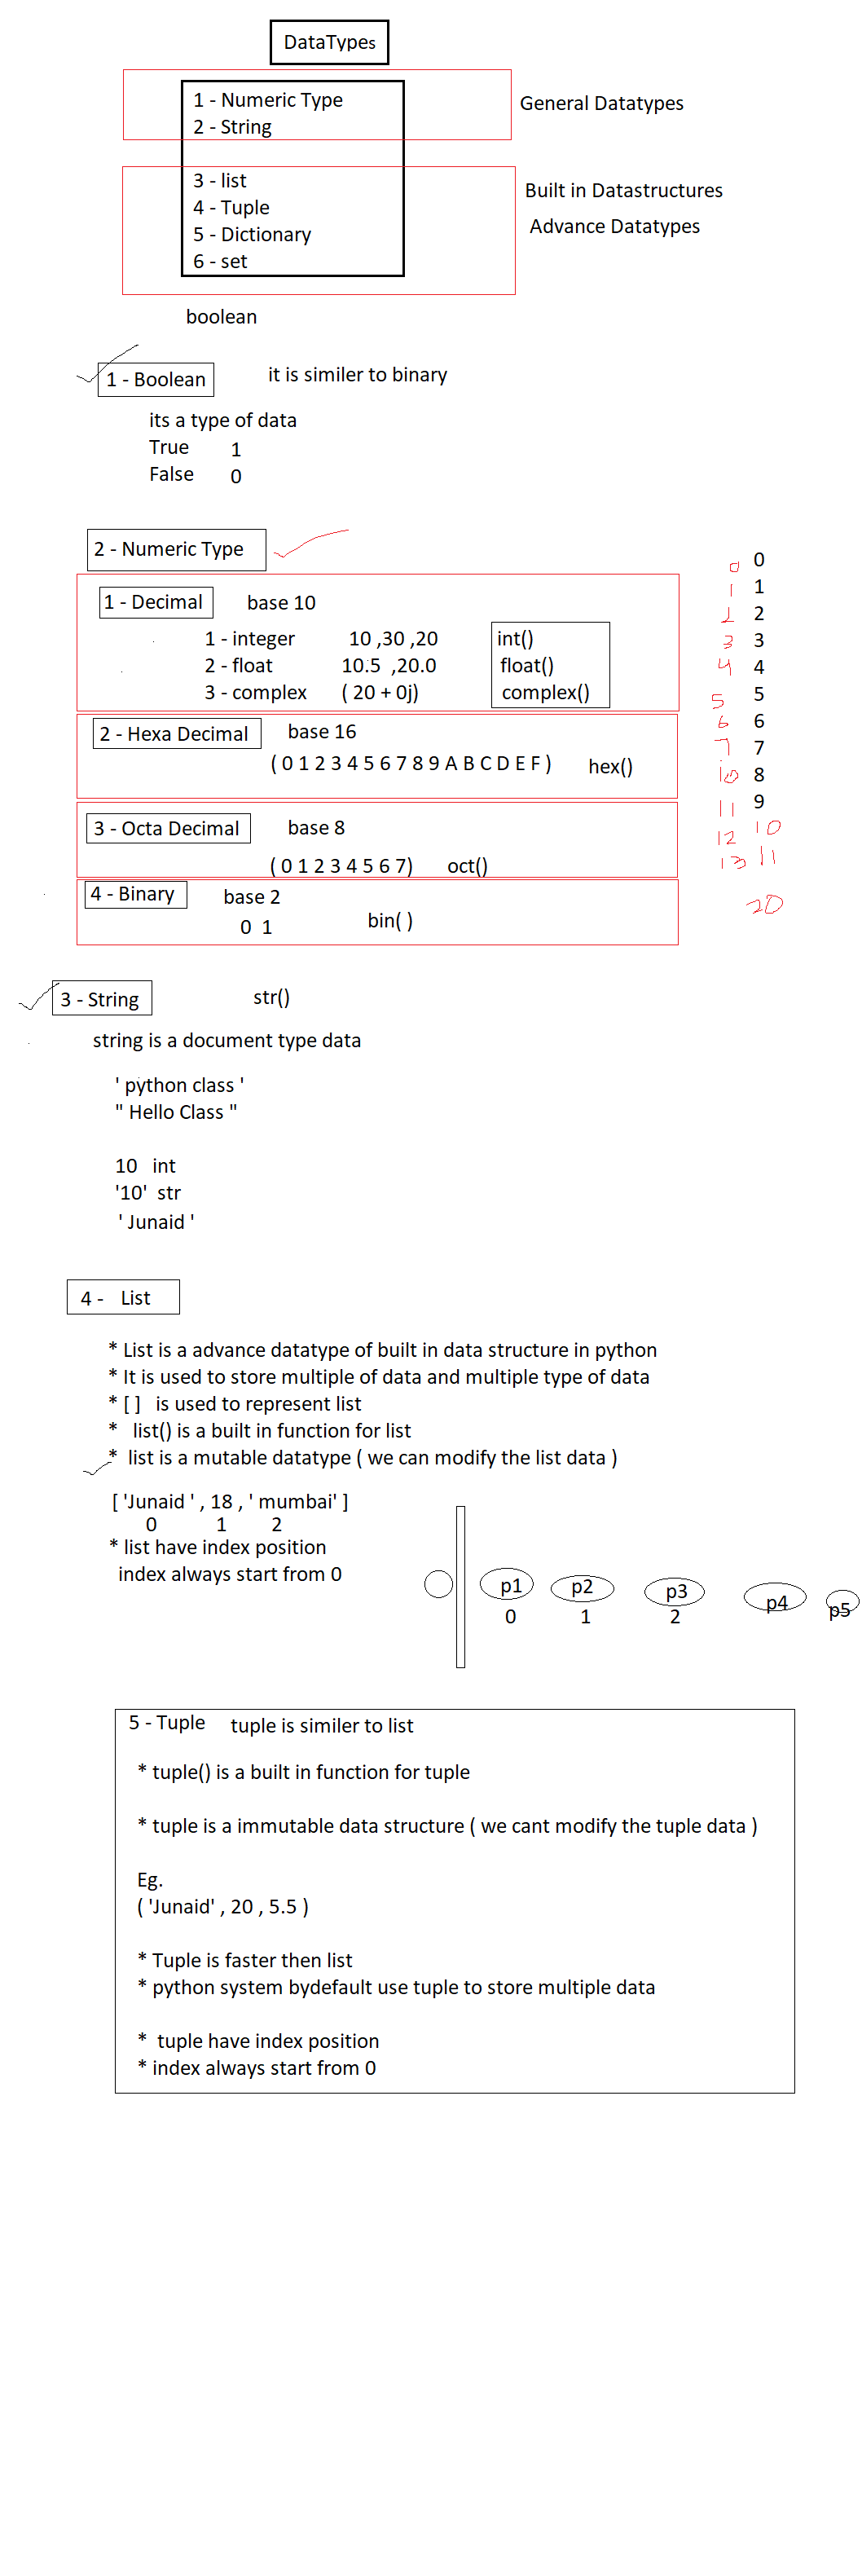 DataTypes
1 - Numeric Type
2 - String
General Datatypes
3 - list
4 - Tuple
5 - Dictionary
6 - set
Built in Datastructures
Advance Datatypes
boolean
1 - Boolean it is similer to binary
its a type of data
True 1
False 0
2 - Numeric Type
1 - Decimal base 10
1 - integer 10 ,30 ,20 int()
2 - float 10.5 ,20.0 float()
3 - complex ( 20 + 0j) complex()
2 - Hexa Decimal base 16
( 0 1 2 3 4 5 6 7 8 9 A B C D E F ) hex()
3 - Octa Decimal base 8
( 0 1 2 3 4 5 6 7) oct()
4 - Binary base 2
0 1 bin( )
0 0
1 1
2 2
3 3
4 4
5 5
6 6
7 7
10 8
11 9
12 10
13 11
20
3 - String str()
string is a document type data
' python class '
" Hello Class "
10 int
'10' str
' Junaid '
4 - List
* List is a advance datatype of built in data structure in python
* It is used to store multiple of data and multiple type of data
* [ ] is used to represent list
* list() is a built in function for list
* list is a mutable datatype ( we can modify the list data )
[ 'Junaid ' , 18 , ' mumbai' ]
0 1 2
* list have index position
index always start from 0
p1 p2 p3 p4 p5
0 1 2
5 - Tuple tuple is similer to list
* tuple() is a built in function for tuple
* tuple is a immutable data structure ( we cant modify the tuple data )
Eg.
( 'Junaid' , 20 , 5.5 )
* Tuple is faster then list
* python system bydefault use tuple to store multiple data
* tuple have index position
* index always start from 0